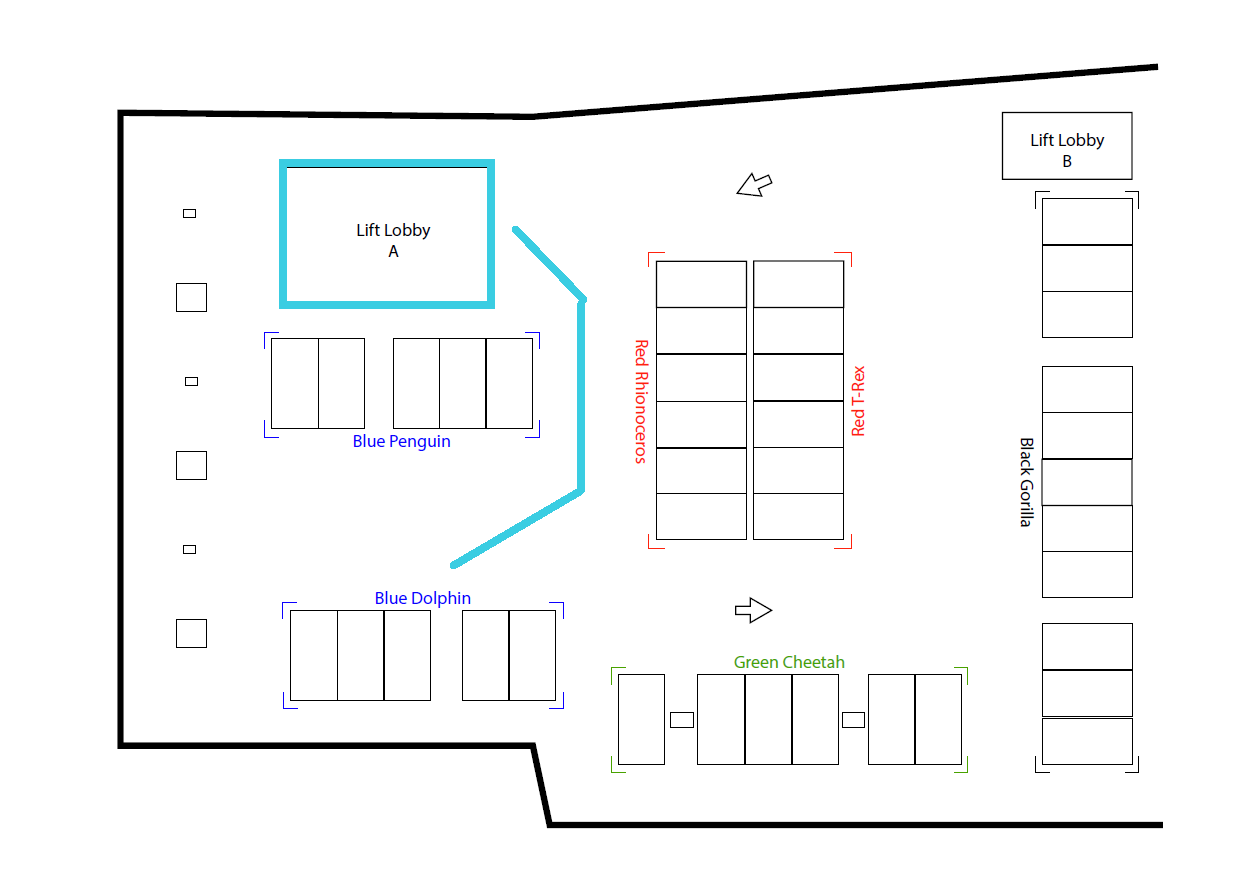 Lift Lobby
B
Lift Lobby
A
Red Rhionoceros
Red T-Rex
Blue Penguin
Black Gorilla
Blue Dolphin
Green Cheetah